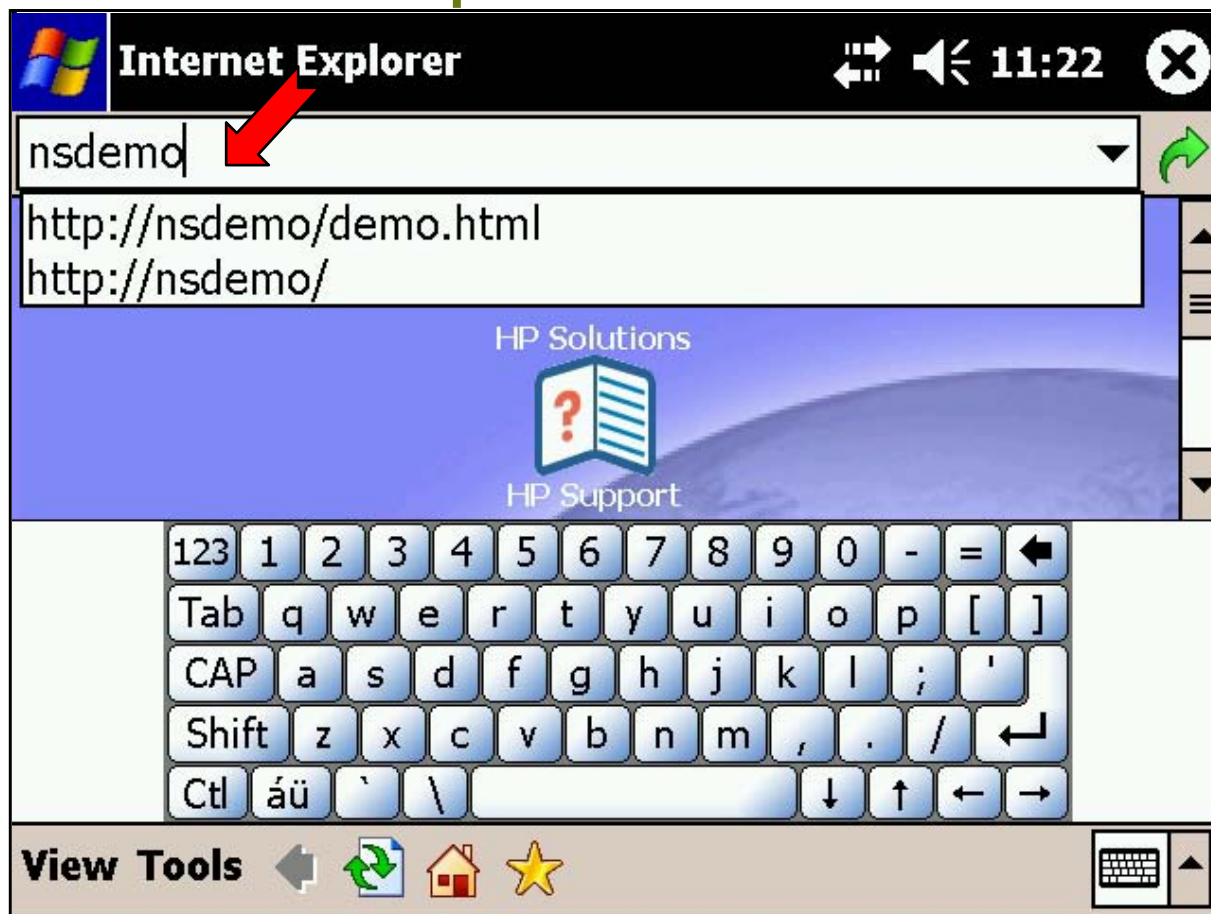 Internet Explorer 11:22
nsdemo
http://nsdemo/demo.html
http://nsdemo/
HP Solutions
?
HP Support
123 1 2 3 4 5 6 7 8 9 0 - =
Tab q w e r t y u i o p [ ]
CAP a s d f g h j k l ; '
Shift z x c v b n m , . /
Ctl áü ` \ ↓ ↑ ← →
View Tools